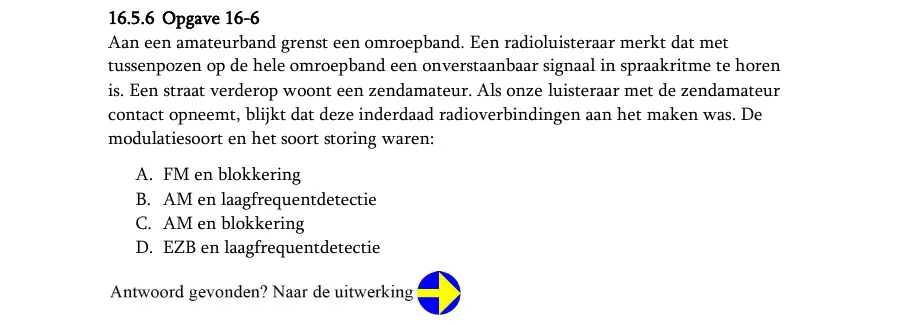 16.5.6 Opgave 16-6
Aan een amateurband grenst een omroepband. Een radioluisteraar merkt dat met
tussenpozen op de hele omroepband een onverstaanbaar signaal in spraakritme te horen
is. Een straat verderop woont een zendamateur. Als onze luisteraar met de zendamateur
contact opneemt, blijkt dat deze inderdaad radioverbindingen aan het maken was. De
modulatiesoort en het soort storing waren:
A. FM en blokkering
B. AM en laagfrequentdetectie
C. AM en blokkering
D. EZB en laagfrequentdetectie
Antwoord gevonden? Naar de uitwerking